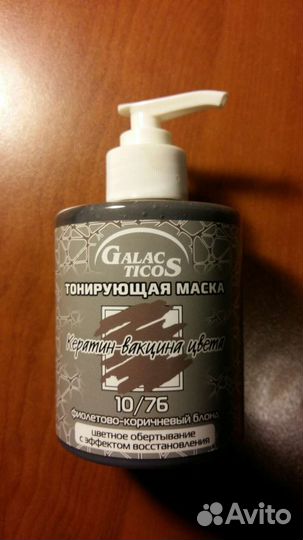 GALAC
TICOS
ТОНИРУЮЩАЯ МАСКА
Кератин-вакцина цвета
10/76
фиолетово-коричневый блонд
цветное обертывание
с эффектом восстановления
Avito